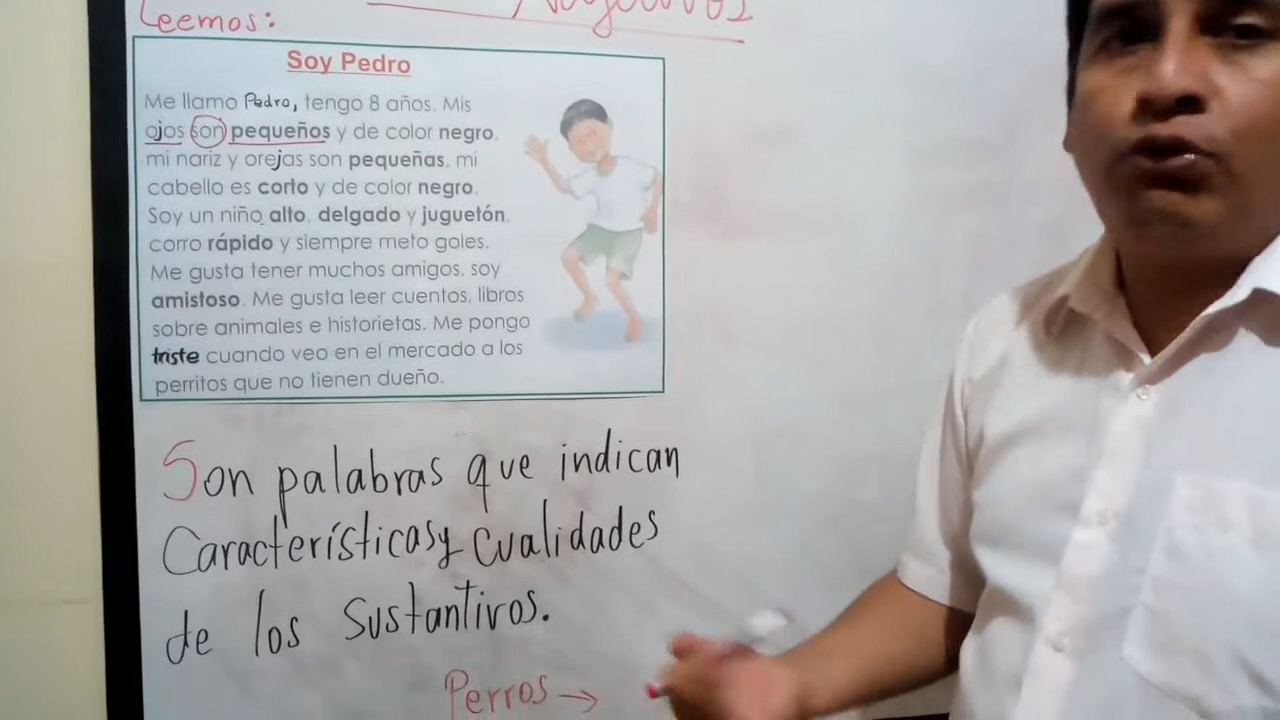 Leemos:
Adjetivos
Soy Pedro
Me llamo Pedro, tengo 8 años. Mis
ojos son pequeños y de color negro,
mi nariz y orejas son pequeñas, mi
cabello es corto y de color negro.
Soy un niño alto, delgado y juguetón,
corro rápido y siempre meto goles.
Me gusta tener muchos amigos, soy
amistoso. Me gusta leer cuentos, libros
sobre animales e historietas. Me pongo
triste cuando veo en el mercado a los
perritos que no tienen dueño.
Son palabras que indican
Características y cualidades
de los sustantivos.
Perros →